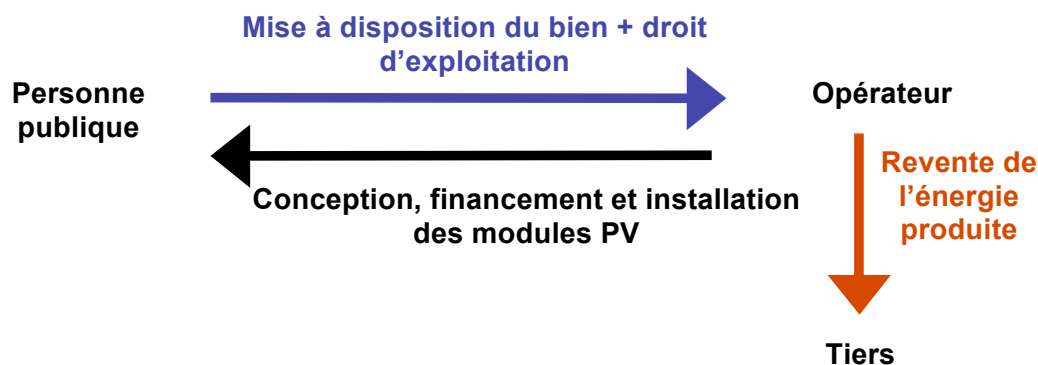 Mise à disposition du bien + droit
d’exploitation
Personne
publique
Opérateur
Conception, financement et installation
des modules PV
Revente de
l’énergie
produite
Tiers